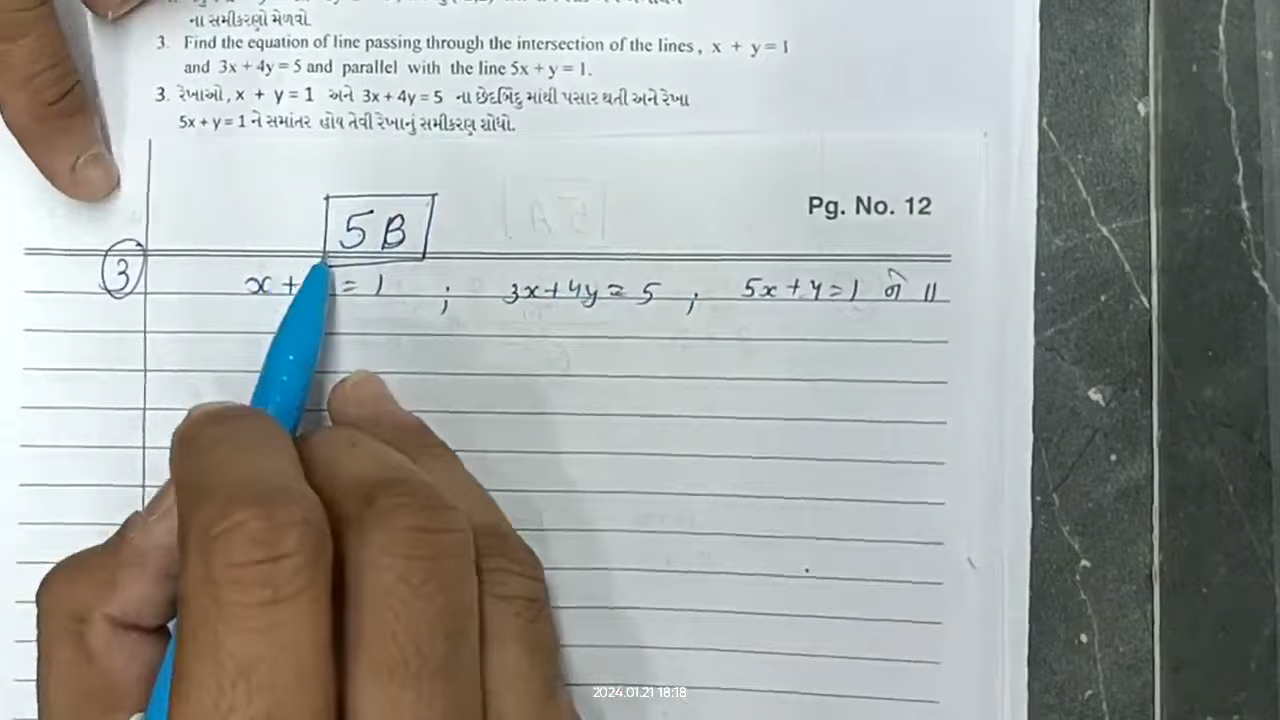 ના સમીકરણો મેળવો.
3. Find the equation of line passing through the intersection of the lines, x + y = 1
and 3x + 4y = 5 and parallel with the line 5x + y = 1.
3. રેખાઓ, x + y = 1 અને 3x + 4y = 5 ના છેદબિંદુ માંથી પસાર થતી અને રેખા
5x + y = 1 ને સમાંતર હોય તેવી રેખાનું સમીકરણ શોધો.
5 B
Pg. No. 12
3 x + = 1 ; 3x + 4y = 5 ; 5x + y = 1 ને ||
2024.01.21 18:18